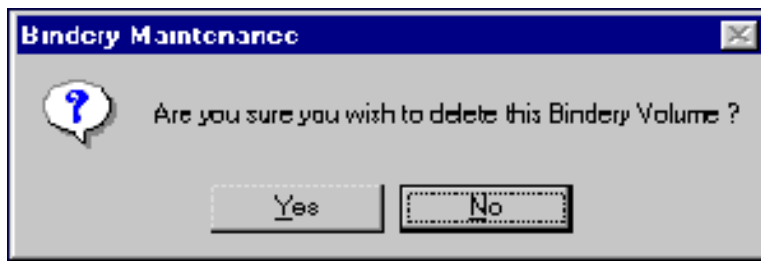 Bindery Maintenance
Are you sure you wish to delete this Bindery Volume ?
Yes
No